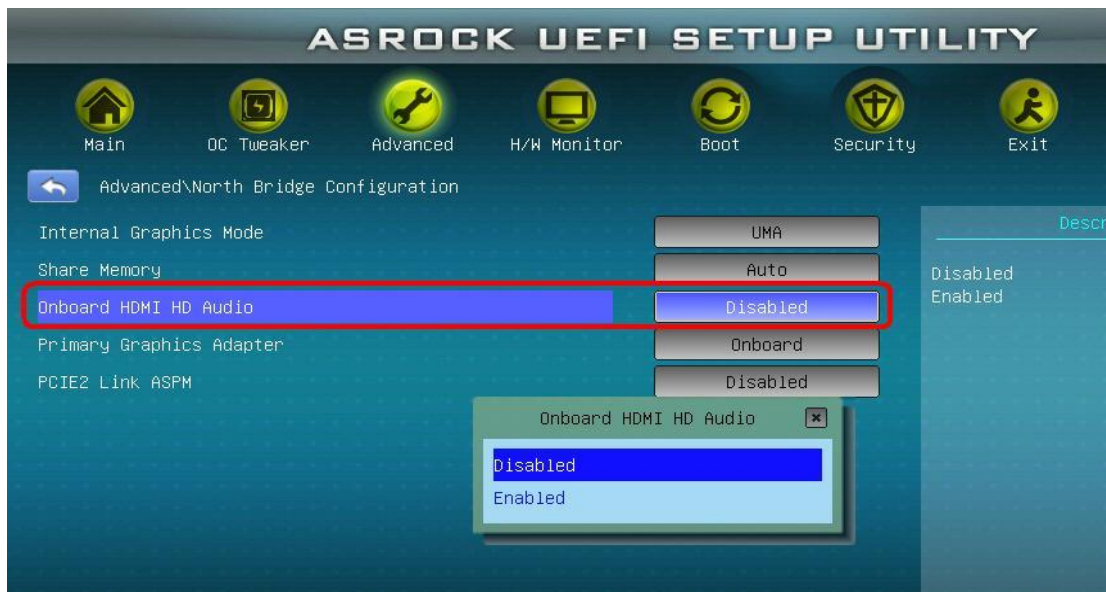 ASROCK UEFI SETUP UTILITY
Main OC Tweaker Advanced H/W Monitor Boot Security Exit
Advanced\North Bridge Configuration
Internal Graphics Mode UMA
Share Memory Auto
Onboard HDMI HD Audio Disabled
Primary Graphics Adapter Onboard
PCIE2 Link ASPM Disabled
Onboard HDMI HD Audio
Disabled
Enabled
Descr
Disabled
Enabled